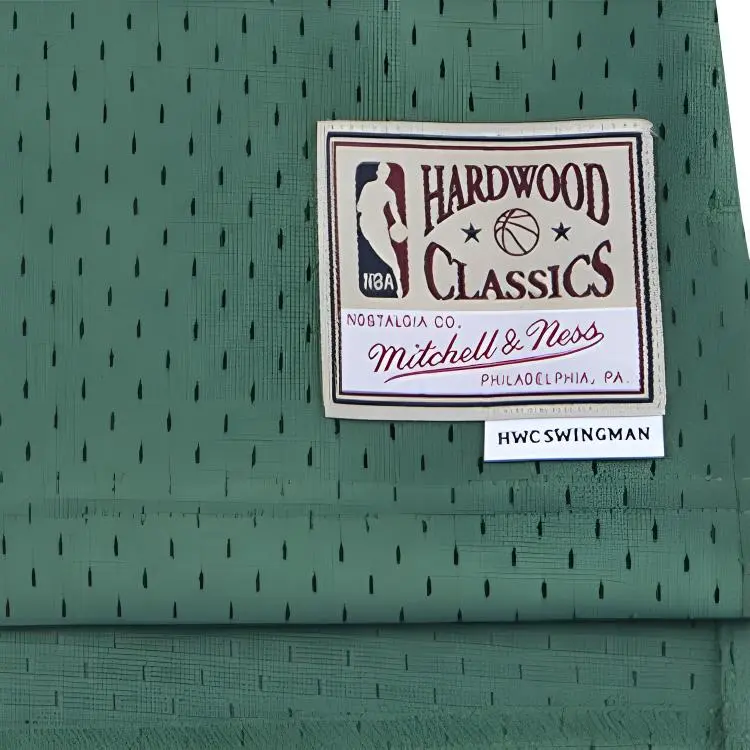 HARDWOOD
CLASSICS
NBA
NOSTALGIA CO.
Mitchell & Ness
PHILADELPHIA, PA.
HWC SWINGMAN